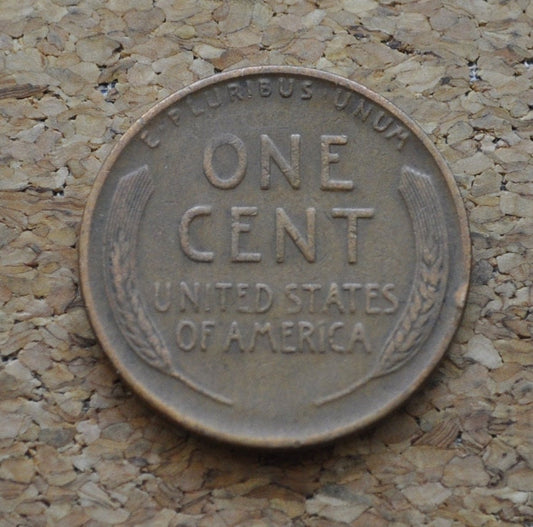 E·PLURIBUS UNUM
ONE
CENT
UNITED STATES
OF AMERICA